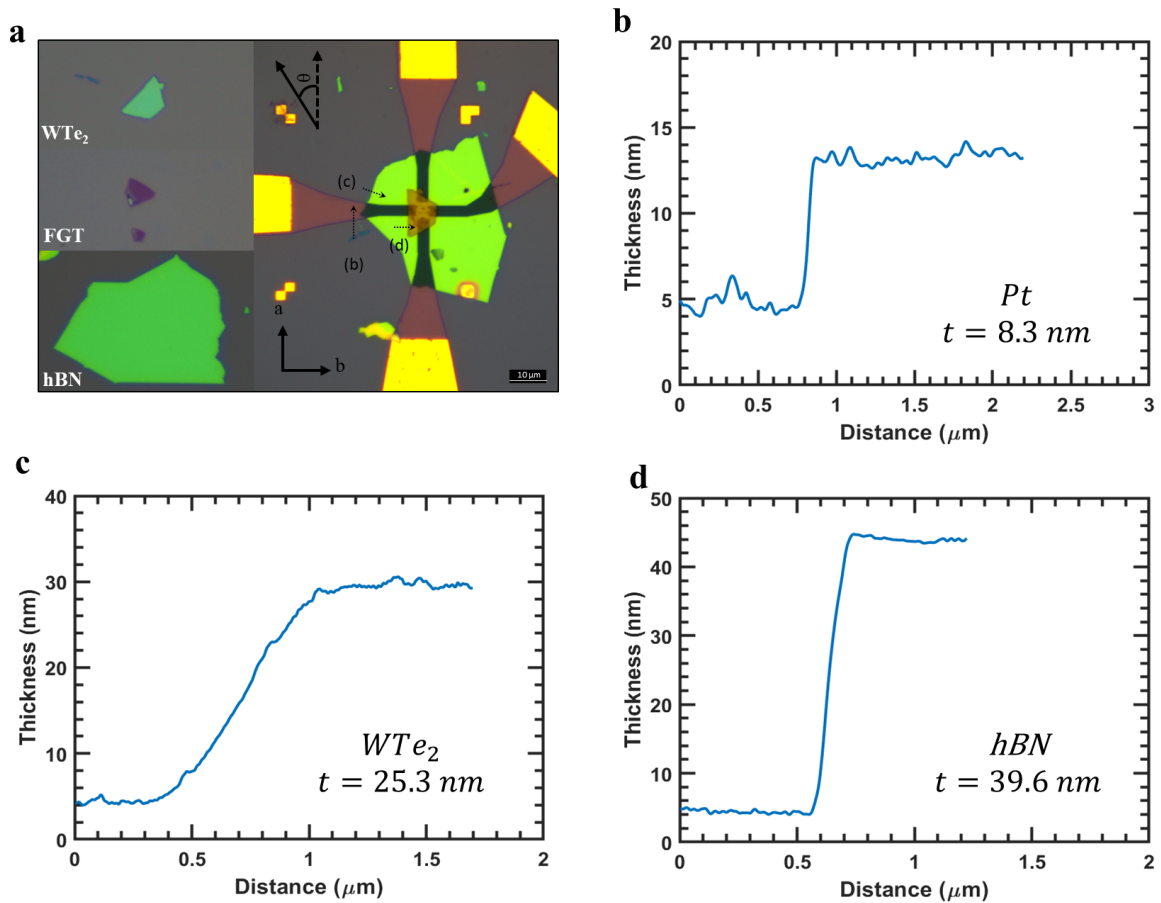 a
WTe₂
FGT
hBN
θ
(c)
(b)
(d)
a
b
10 μm
b
20
15
10
5
0
Thickness (nm)
Pt
t = 8.3 nm
0 0.5 1 1.5 2 2.5 3
Distance (μm)
c
40
30
20
10
0
Thickness (nm)
WTe₂
t = 25.3 nm
0 0.5 1 1.5 2
Distance (μm)
d
50
40
30
20
10
0
Thickness (nm)
hBN
t = 39.6 nm
0 0.5 1 1.5 2
Distance (μm)